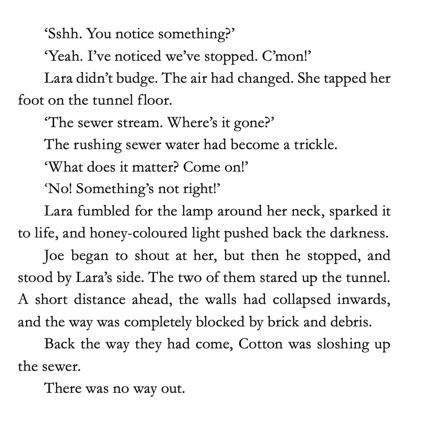 ‘Sshh. You notice something?’
‘Yeah. I’ve noticed we’ve stopped. C’mon!’
Lara didn’t budge. The air had changed. She tapped her
foot on the tunnel floor.
‘The sewer stream. Where’s it gone?’
The rushing sewer water had become a trickle.
‘What does it matter? Come on!’
‘No! Something’s not right!’
Lara fumbled for the lamp around her neck, sparked it
to life, and honey-coloured light pushed back the darkness.
Joe began to shout at her, but then he stopped, and
stood by Lara’s side. The two of them stared up the tunnel.
A short distance ahead, the walls had collapsed inwards,
and the way was completely blocked by brick and debris.
Back the way they had come, Cotton was sloshing up
the sewer.
There was no way out.